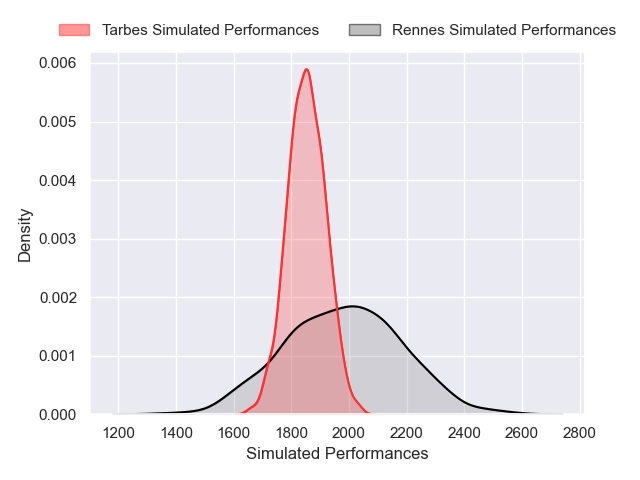 Tarbes Simulated Performances
Rennes Simulated Performances
0.006
0.005
0.004
0.003
0.002
0.001
0.000
Density
1200 1400 1600 1800 2000 2200 2400 2600 2800
Simulated Performances